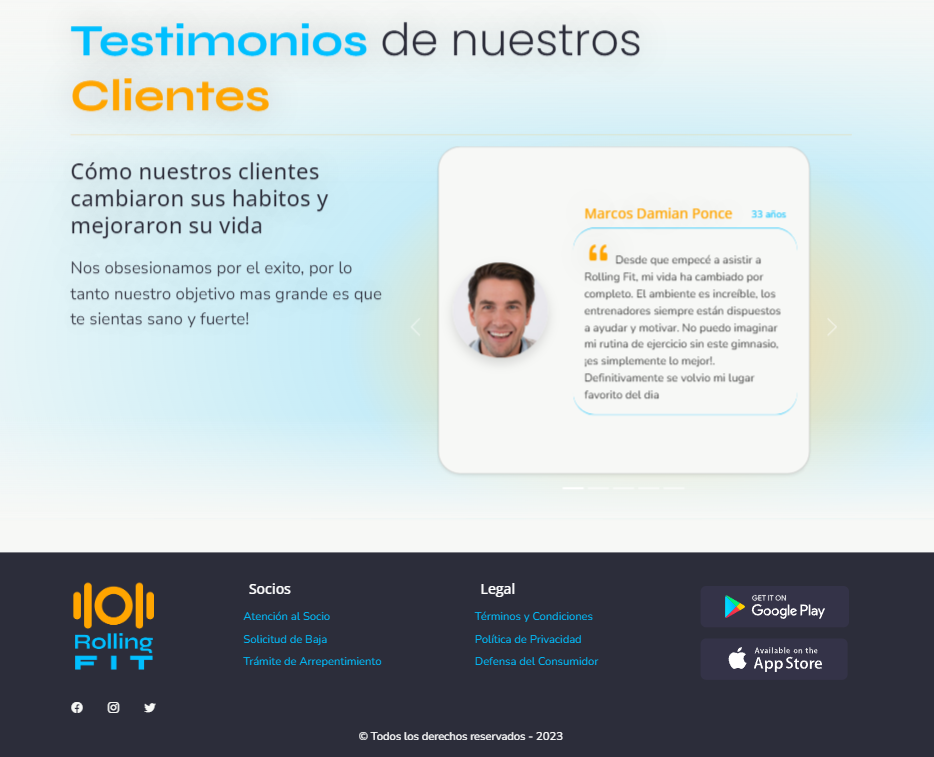 Testimonios de nuestros
Clientes
Cómo nuestros clientes
cambiaron sus habitos y
mejoraron su vida
Nos obsesionamos por el exito, por lo
tanto nuestro objetivo mas grande es que
te sientas sano y fuerte!
Marcos Damian Ponce 33 años
“ Desde que empecé a asistir a
Rolling Fit, mi vida ha cambiado por
completo. El ambiente es increíble, los
entrenadores siempre están dispuestos
a ayudar y motivar. No puedo imaginar
mi rutina de ejercicio sin este gimnasio,
¡es simplemente lo mejor!.
Definitivamente se volvio mi lugar
favorito del dia
Rolling
FIT
Socios
Atención al Socio
Solicitud de Baja
Trámite de Arrepentimiento
Legal
Términos y Condiciones
Política de Privacidad
Defensa del Consumidor
GET IT ON
Google Play
Available on the
App Store
© Todos los derechos reservados - 2023